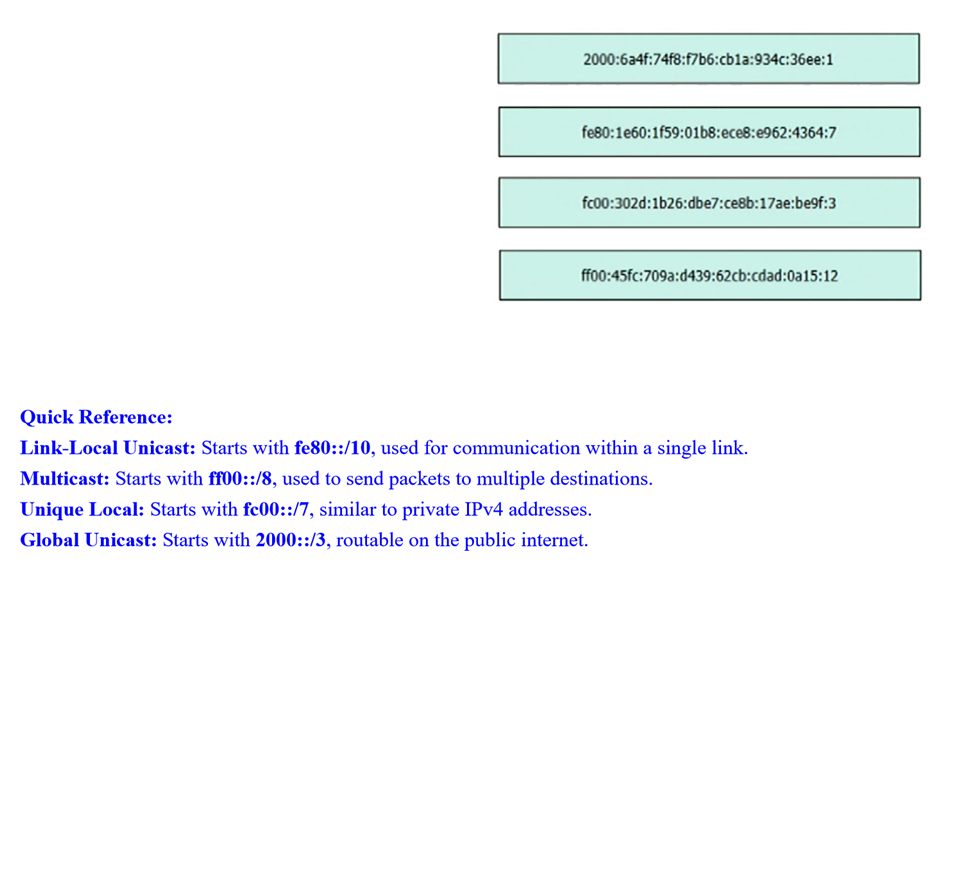 2000:6a4f:74f8:f7b6:cb1a:934c:36ee:1
fe80:1e60:1f59:01b8:ece8:e962:4364:7
fc00:302d:1b26:dbe7:ce8b:17ae:be9f:3
ff00:45fc:709a:d439:62cb:cdad:0a15:12
Quick Reference:
Link-Local Unicast: Starts with fe80::/10, used for communication within a single link.
Multicast: Starts with ff00::/8, used to send packets to multiple destinations.
Unique Local: Starts with fc00::/7, similar to private IPv4 addresses.
Global Unicast: Starts with 2000::/3, routable on the public internet.